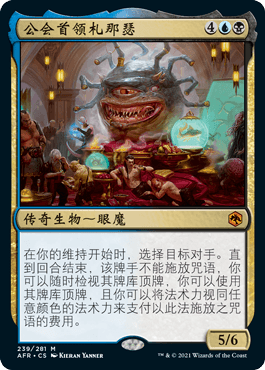 公会首领札那瑟 4
传奇生物～眼魔
在你的维持开始时，选择目标对手。直
到回合结束，该牌手不能施放咒语，你可
以随时检视其牌库顶牌，你可以使用
其牌库顶牌，且你可以将法术力视同任
意颜色的法术力来支付以此法施放之咒
语的费用。
5/6
239/281 M
AFR • CS KIERAN YANNER
™ & © 2021 Wizards of the Coast